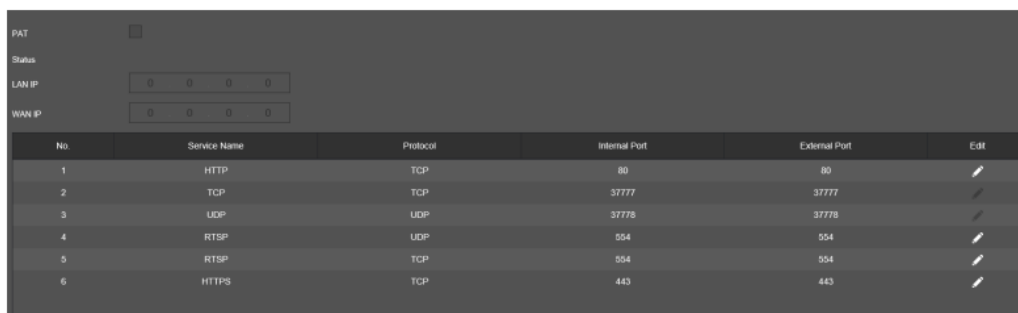 PAT
Status
LAN IP 0 . 0 . 0 . 0
WAN IP 0 . 0 . 0 . 0
No. Service Name Protocol Internal Port External Port Edit
1 HTTP TCP 80 80
2 TCP TCP 37777 37777
3 UDP UDP 37778 37778
4 RTSP UDP 554 554
5 RTSP TCP 554 554
6 HTTPS TCP 443 443